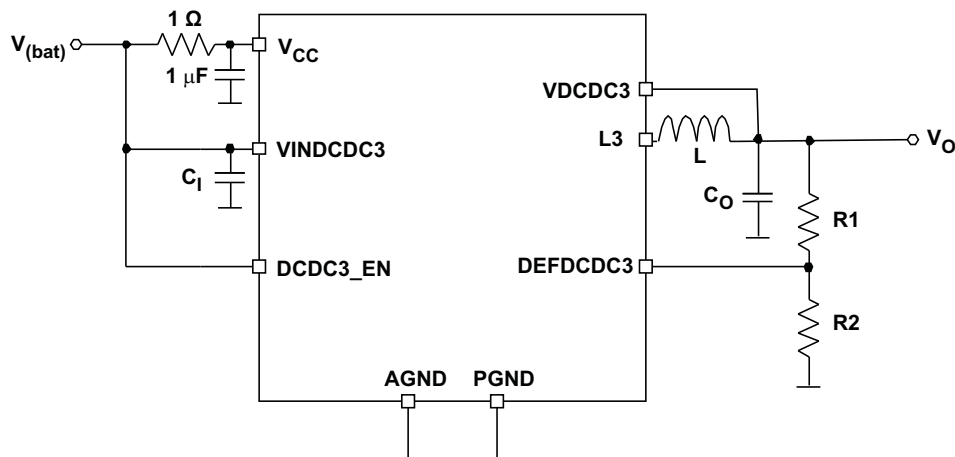 1 Ω
V(bat)
VCC
1 μF
VDCDC3
L3
VINDCDC3
L
VO
CI
CO
R1
DCDC3_EN
DEFDCDC3
R2
AGND
PGND